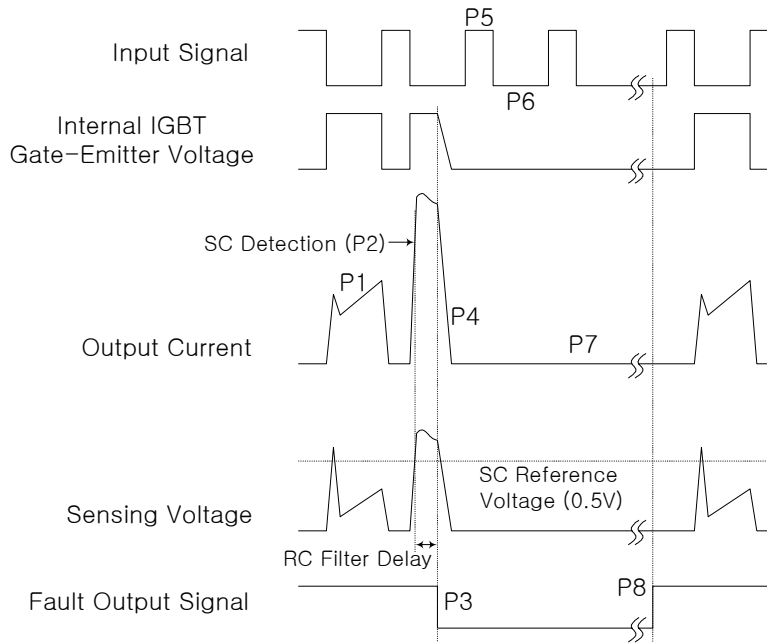 P5
Input Signal
P6
Internal IGBT
Gate-Emitter Voltage
SC Detection (P2)
P1
P4
Output Current
P7
SC Reference
Voltage (0.5V)
Sensing Voltage
RC Filter Delay
Fault Output Signal
P3
P8